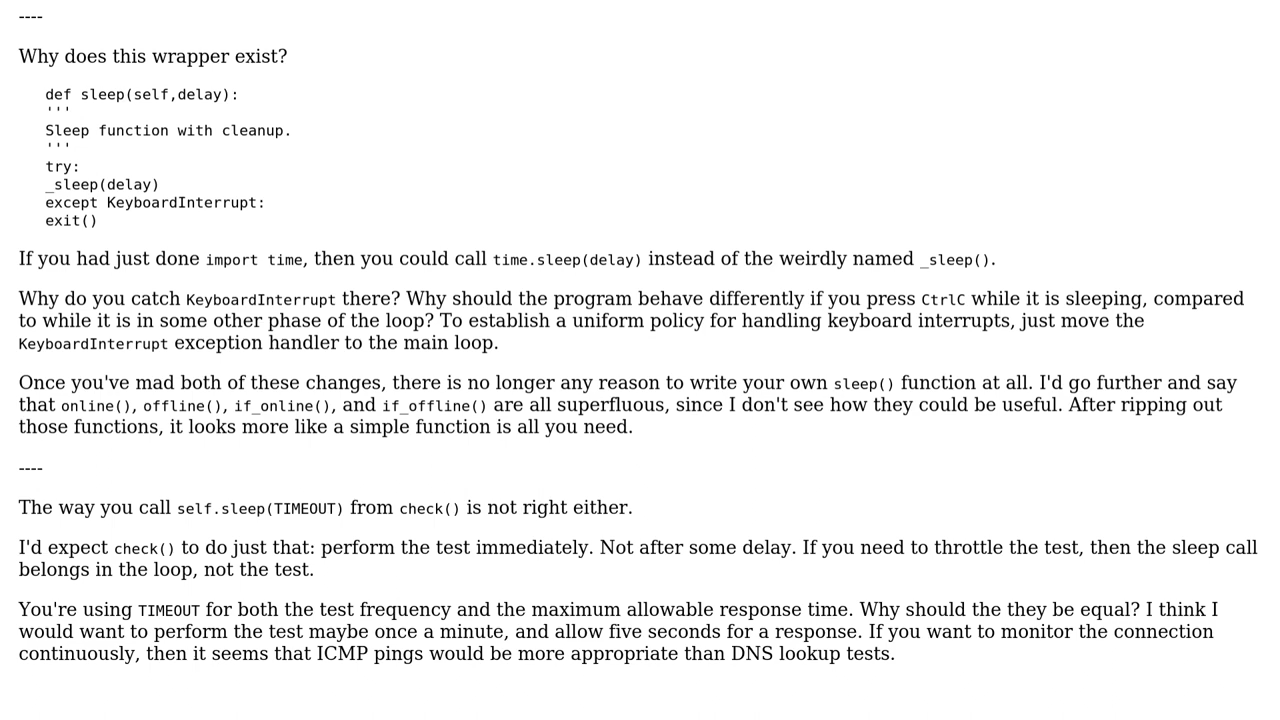 ----
Why does this wrapper exist?
def sleep(self,delay):
'''
Sleep function with cleanup.
'''
try:
_sleep(delay)
except KeyboardInterrupt:
exit()
If you had just done import time, then you could call time.sleep(delay) instead of the weirdly named _sleep().
Why do you catch KeyboardInterrupt there? Why should the program behave differently if you press CtrlC while it is sleeping, compared
to while it is in some other phase of the loop? To establish a uniform policy for handling keyboard interrupts, just move the
KeyboardInterrupt exception handler to the main loop.
Once you've mad both of these changes, there is no longer any reason to write your own sleep() function at all. I'd go further and say
that online(), offline(), if_online(), and if_offline() are all superfluous, since I don't see how they could be useful. After ripping out
those functions, it looks more like a simple function is all you need.
----
The way you call self.sleep(TIMEOUT) from check() is not right either.
I'd expect check() to do just that: perform the test immediately. Not after some delay. If you need to throttle the test, then the sleep call
belongs in the loop, not the test.
You're using TIMEOUT for both the test frequency and the maximum allowable response time. Why should the they be equal? I think I
would want to perform the test maybe once a minute, and allow five seconds for a response. If you want to monitor the connection
continuously, then it seems that ICMP pings would be more appropriate than DNS lookup tests.